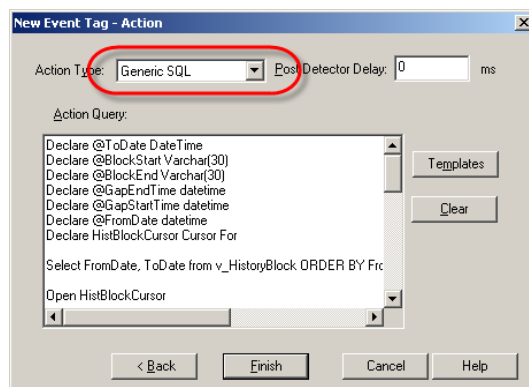 New Event Tag - Action
Action Type: Generic SQL Post Detector Delay: 0 ms
Action Query:
Declare @ToDate DateTime
Declare @BlockStart Varchar(30)
Declare @BlockEnd Varchar(30)
Declare @GapEndTime datetime
Declare @GapStartTime datetime
Declare @FromDate datetime
Declare HistBlockCursor Cursor For
Select FromDate, ToDate from v_HistoryBlock ORDER BY Frc
Open HistBlockCursor
Templates
Clear
< Back Finish Cancel Help